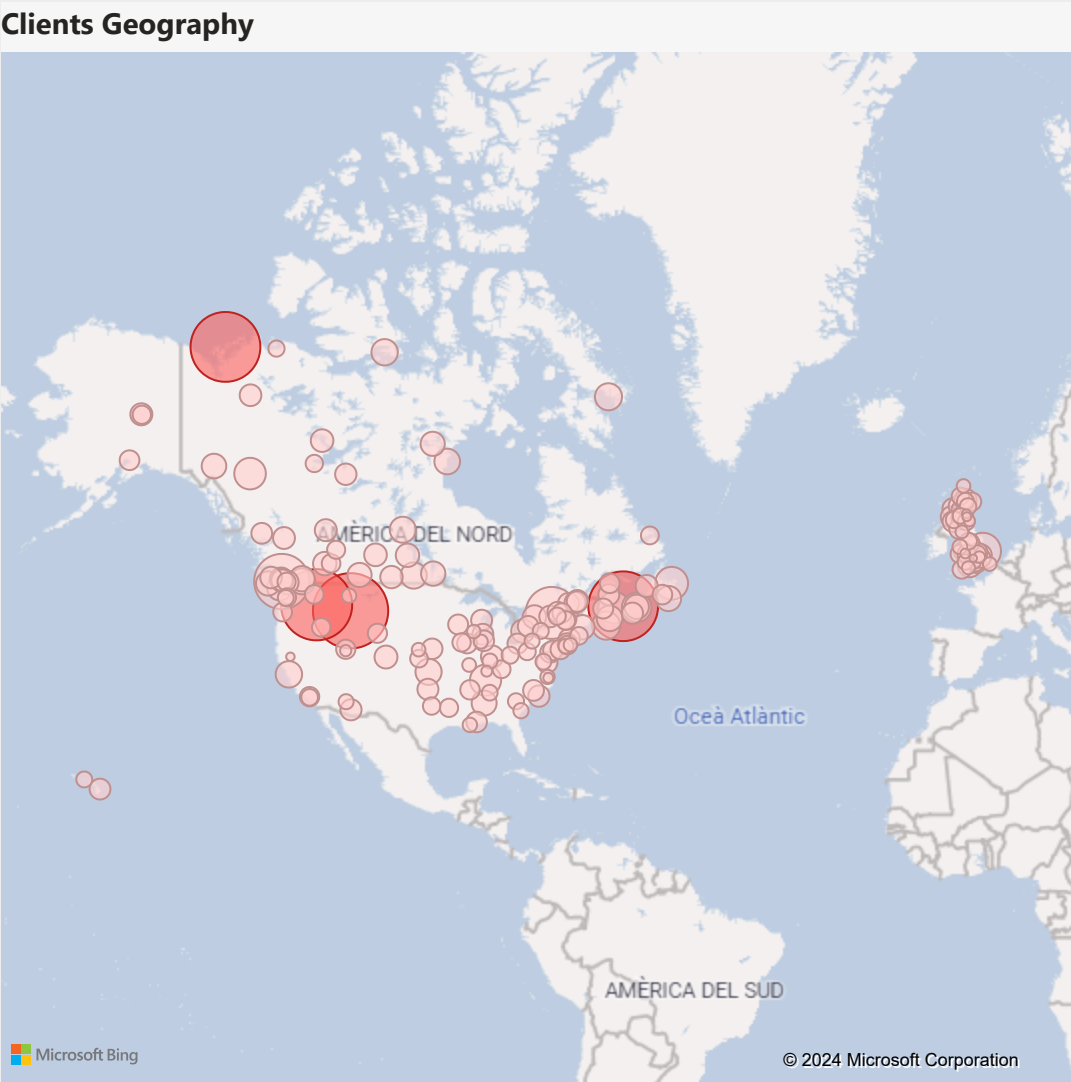 Clients Geography
AMÈRICA DEL NORD
Oceà Atlàntic
AMÈRICA DEL SUD
Microsoft Bing
© 2024 Microsoft Corporation